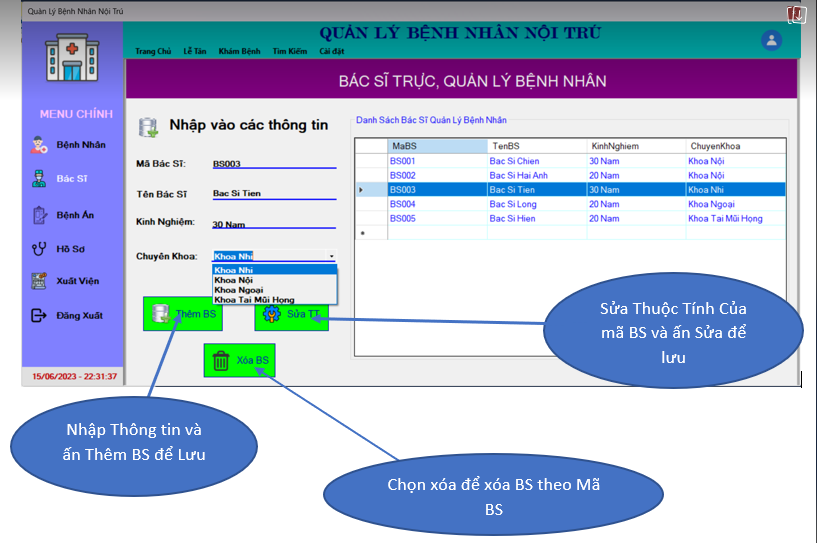 Quản Lý Bệnh Nhân Nội Trú
QUẢN LÝ BỆNH NHÂN NỘI TRÚ
Trang Chủ Lễ Tân Khám Bệnh Tìm Kiếm Cài đặt
BÁC SĨ TRỰC, QUẢN LÝ BỆNH NHÂN
MENU CHÍNH
Bệnh Nhân
Bác Sĩ
Bệnh Án
Hồ Sơ
Xuất Viện
Đăng Xuất
15/06/2023 - 22:31:37
Nhập vào các thông tin
Mã Bác Sĩ: BS003
Tên Bác Sĩ Bac Si Tien
Kinh Nghiệm: 30 Nam
Chuyên Khoa: Khoa Nhi
Khoa Nhi
Khoa Nội
Khoa Ngoại
Khoa Tai Mũi Họng
Thêm BS Sửa TT
Xóa BS
Danh Sách Bác Sĩ Quản Lý Bệnh Nhân
MaBS TenBS KinhNghiem ChuyenKhoa
BS001 Bac Si Chien 30 Nam Khoa Nội
BS002 Bac Si Hai Anh 20 Nam Khoa Nội
BS003 Bac Si Tien 30 Nam Khoa Nhi
BS004 Bac Si Long 20 Nam Khoa Ngoại
BS005 Bac Si Hien 20 Nam Khoa Tai Mũi Họng
Sửa Thuộc Tính Của
mã BS và ấn Sửa để
lưu
Nhập Thông tin và
ấn Thêm BS để Lưu
Chọn xóa để xóa BS theo Mã
BS